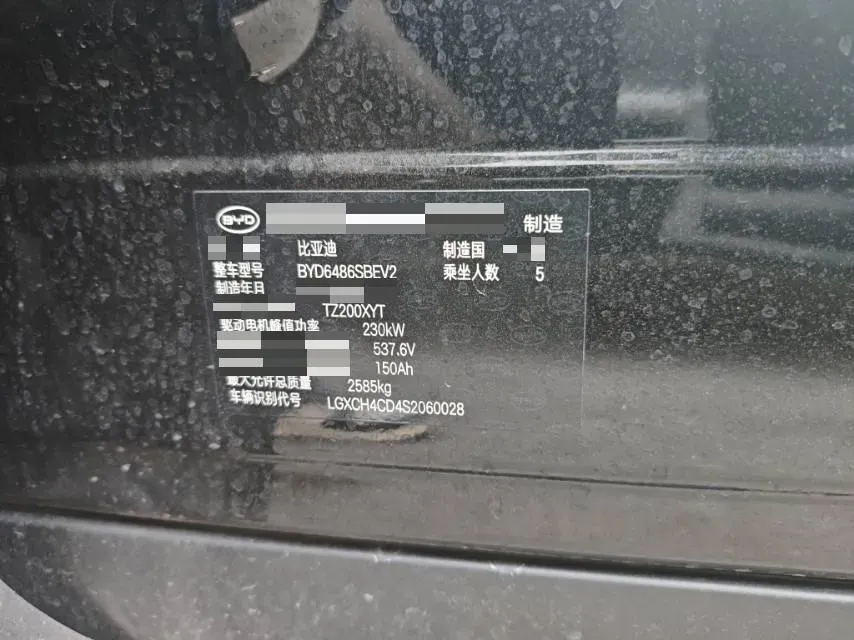 BYD 制造
比亚迪 制造国
整车型号 BYD6486SBEV2 乘坐人数 5
制造年月
TZ200XYT
驱动电机峰值功率 230kW
537.6V
150Ah
最大允许总质量 2585kg
车辆识别代号 LGXCH4CD4S2060028